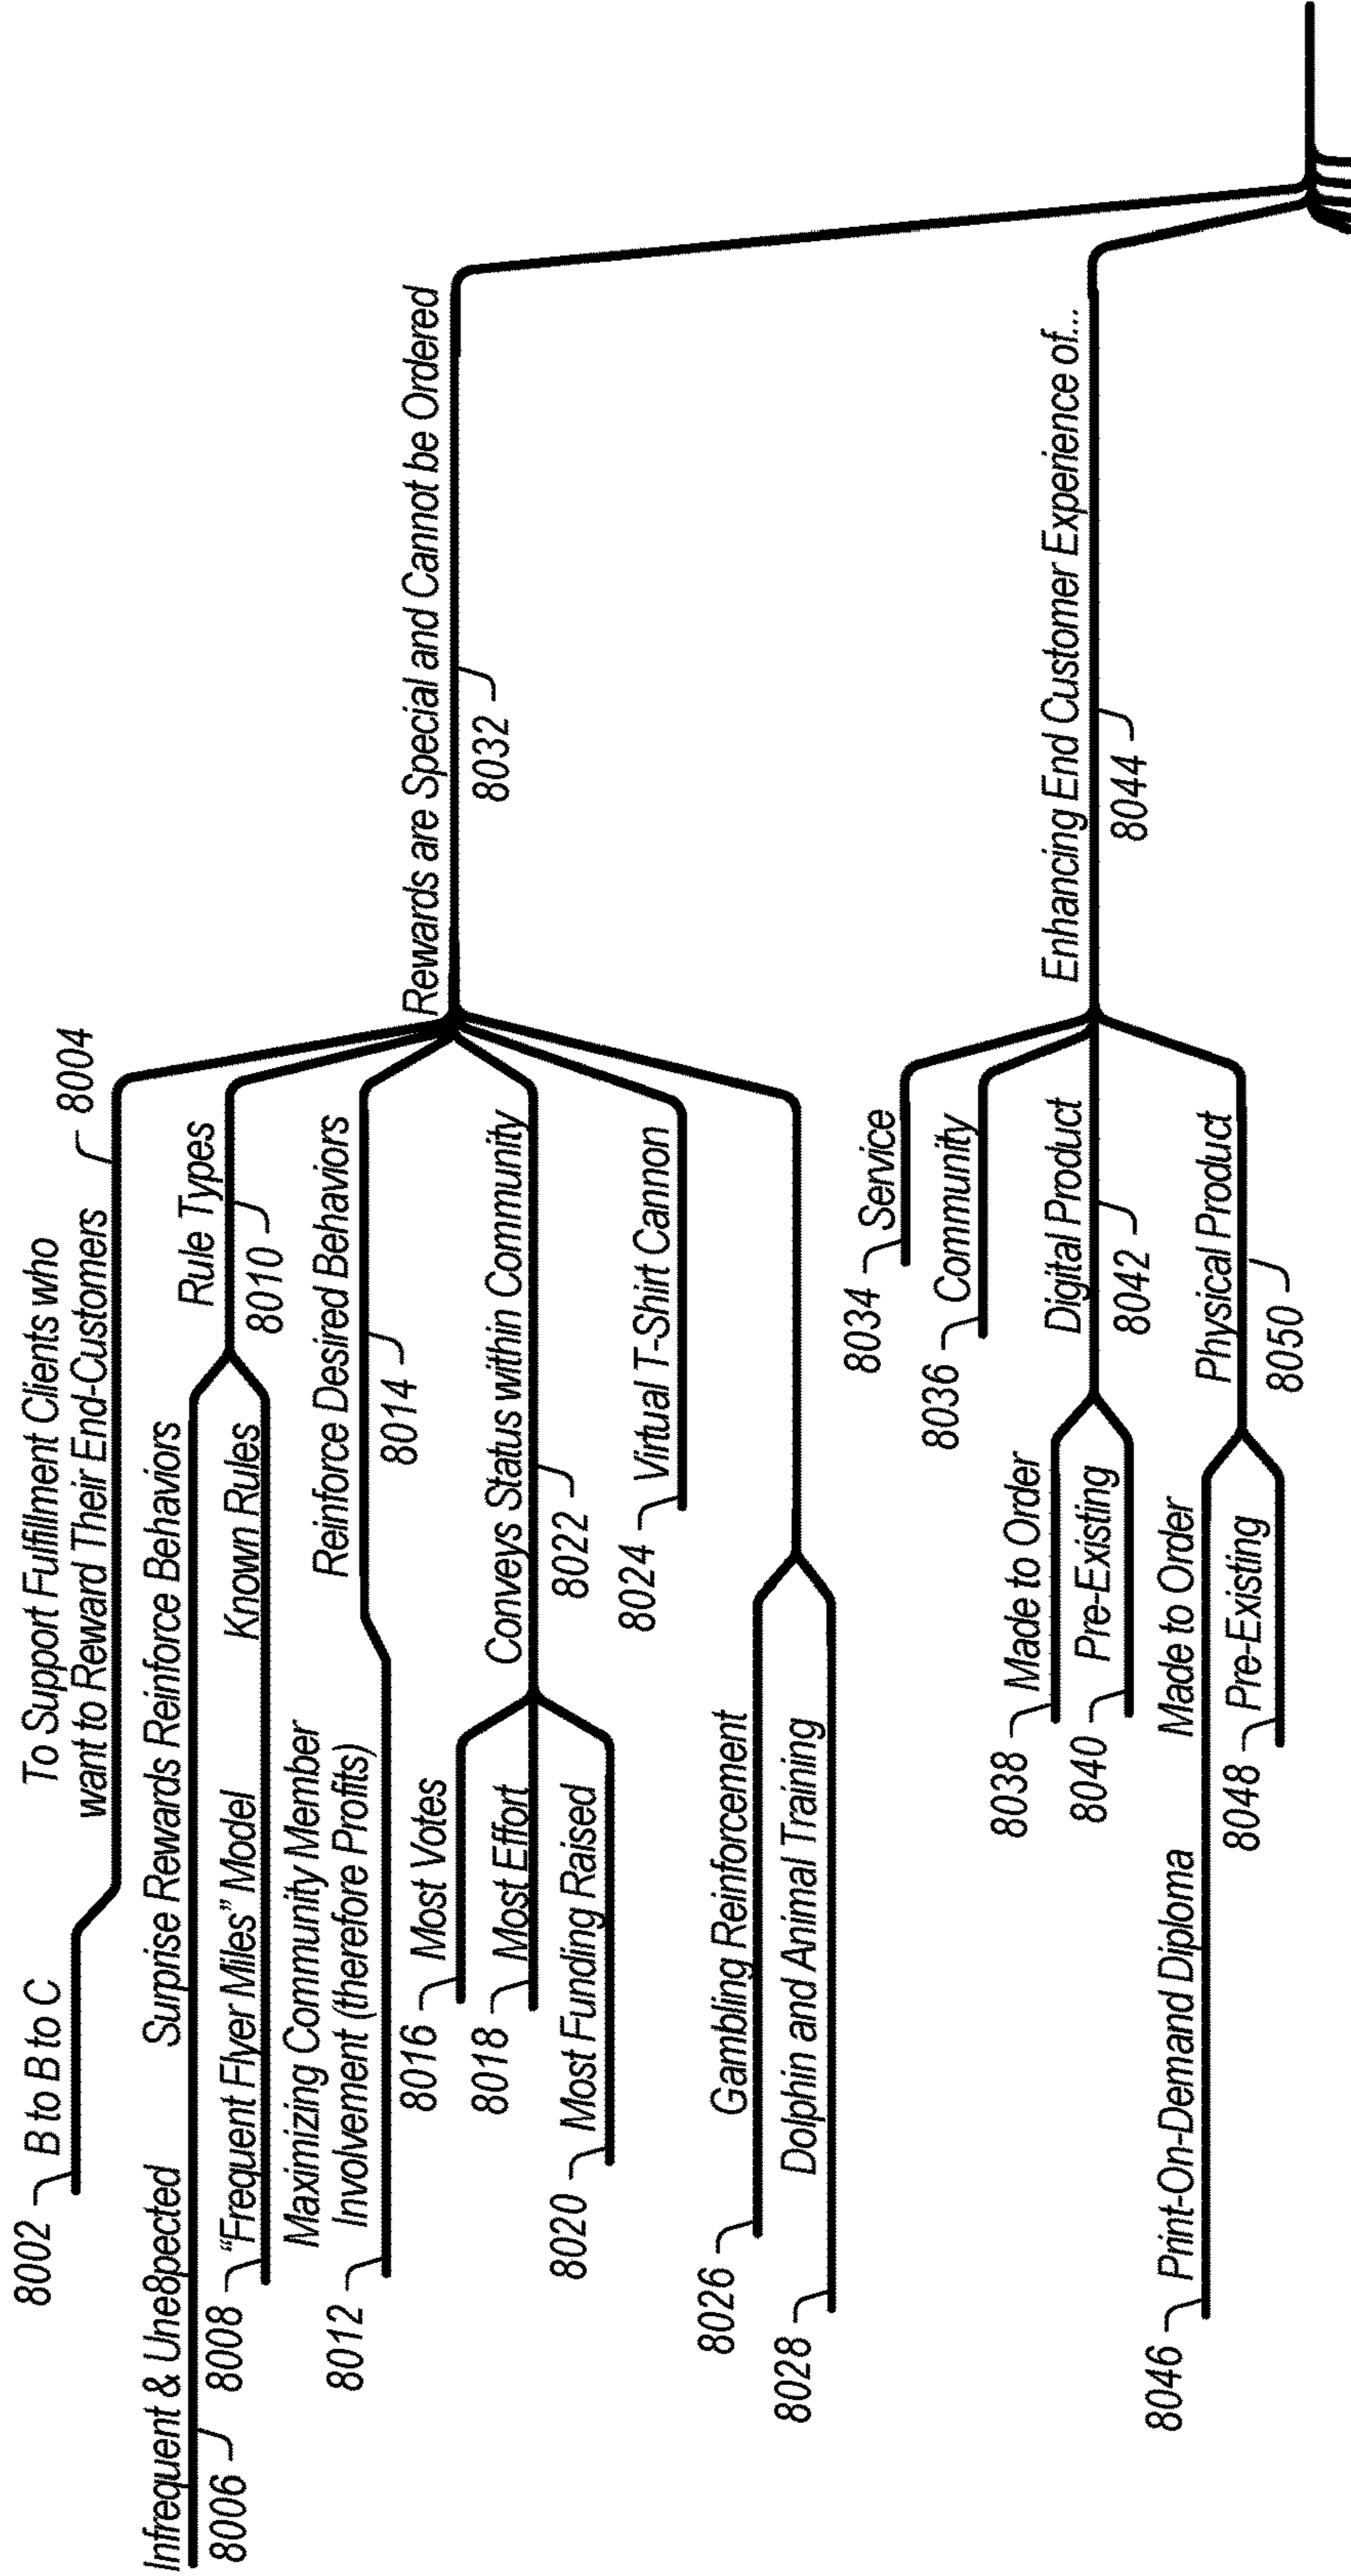 8002
B to B to C
To Support Fulfillment Clients who
want to Reward Their End-Customers
8004
Infrequent & Une8pected
Surprise Rewards Reinforce Behaviors
8006
8008
"Frequent Flyer Miles" Model
Known Rules
Rule Types
8010
Maximizing Community Member
Involvement (therefore Profits)
8012
Reinforce Desired Behaviors
8014
8016
Most Votes
8018
Most Effort
8020
Most Funding Raised
Conveys Status within Community
8022
8024
Virtual T-Shirt Cannon
8026
Gambling Reinforcement
8028
Dolphin and Animal Training
Rewards are Special and Cannot be Ordered
8032
8034
Service
8036
Community
8038
Made to Order
8040
Pre-Existing
Digital Product
8042
8046
Print-On-Demand Diploma
Made to Order
8048
Pre-Existing
Physical Product
8050
Enhancing End Customer Experience of...
8044